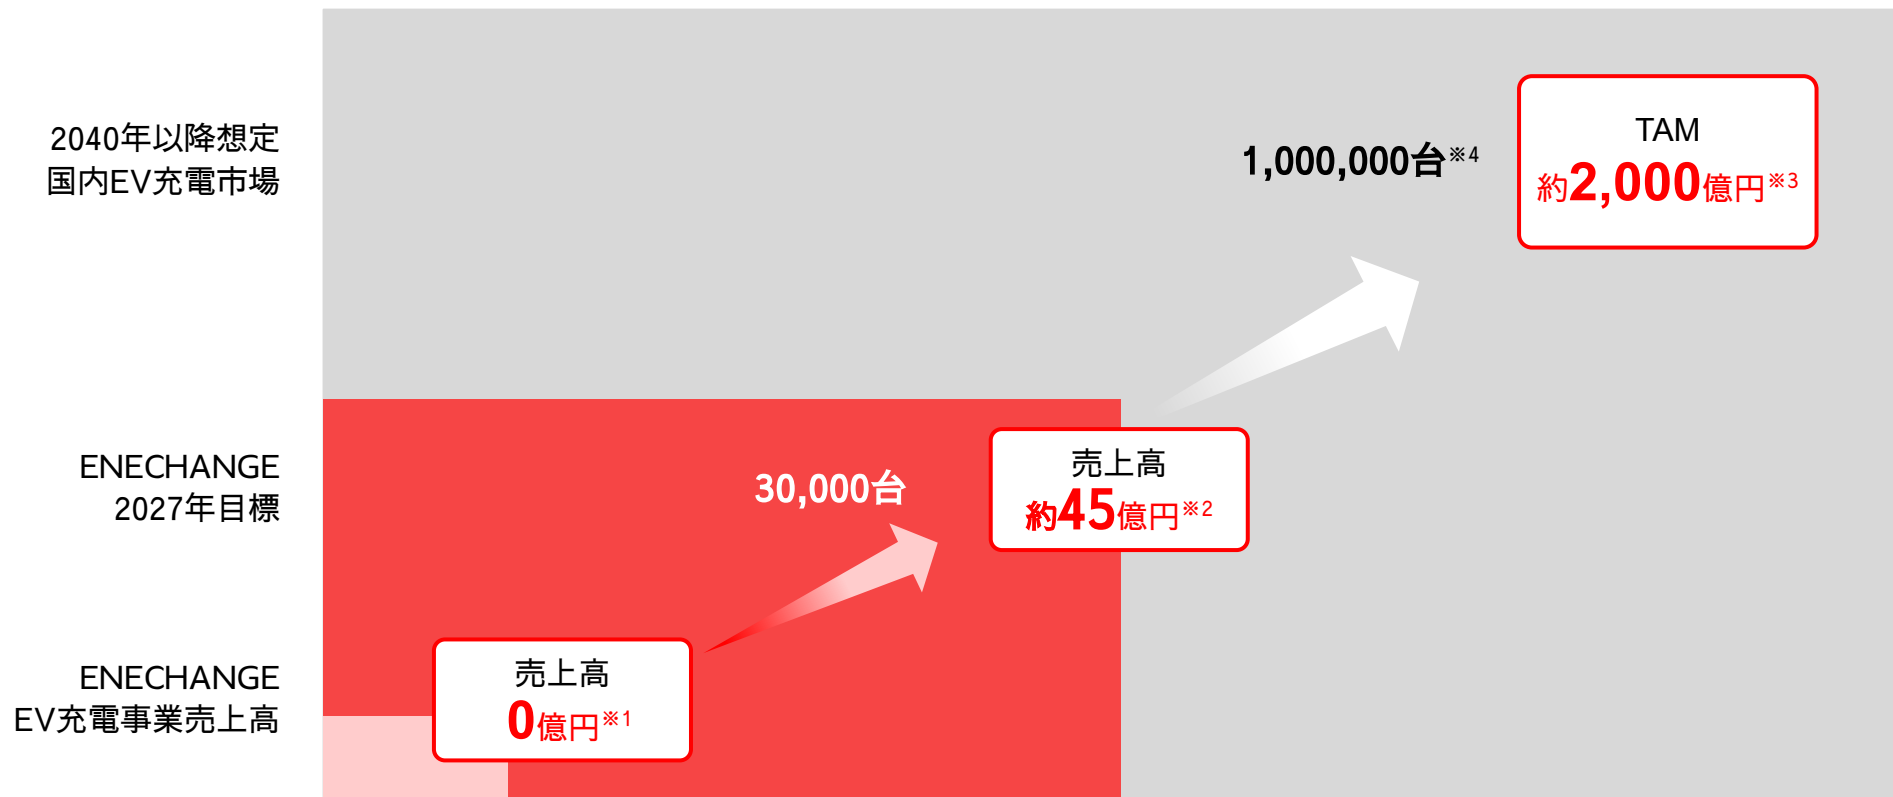 2040年以降想定
国内EV充電市場
1,000,000台※4
TAM
約2,000億円※3
ENECHANGE
2027年目標
30,000台
売上高
約45億円※2
ENECHANGE
EV充電事業売上高
売上高
0億円※1